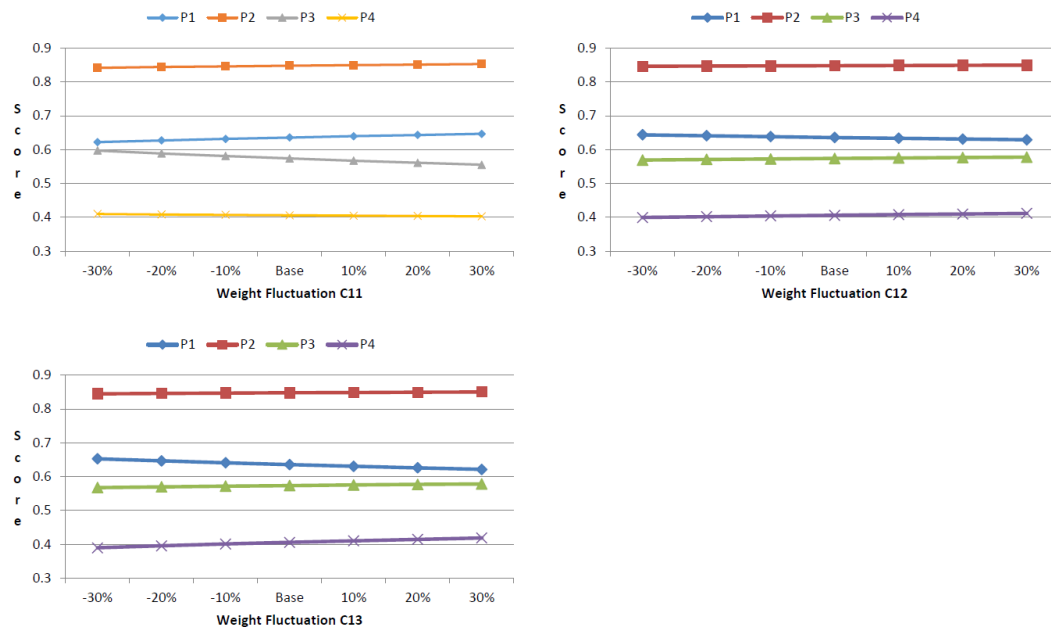 P1 P2 P3 P4
0.9
0.8
0.7
0.6
0.5
0.4
0.3
Score
-30% -20% -10% Base 10% 20% 30%
Weight Fluctuation C11
P1 P2 P3 P4
0.9
0.8
0.7
0.6
0.5
0.4
0.3
Score
-30% -20% -10% Base 10% 20% 30%
Weight Fluctuation C12
P1 P2 P3 P4
0.9
0.8
0.7
0.6
0.5
0.4
0.3
Score
-30% -20% -10% Base 10% 20% 30%
Weight Fluctuation C13